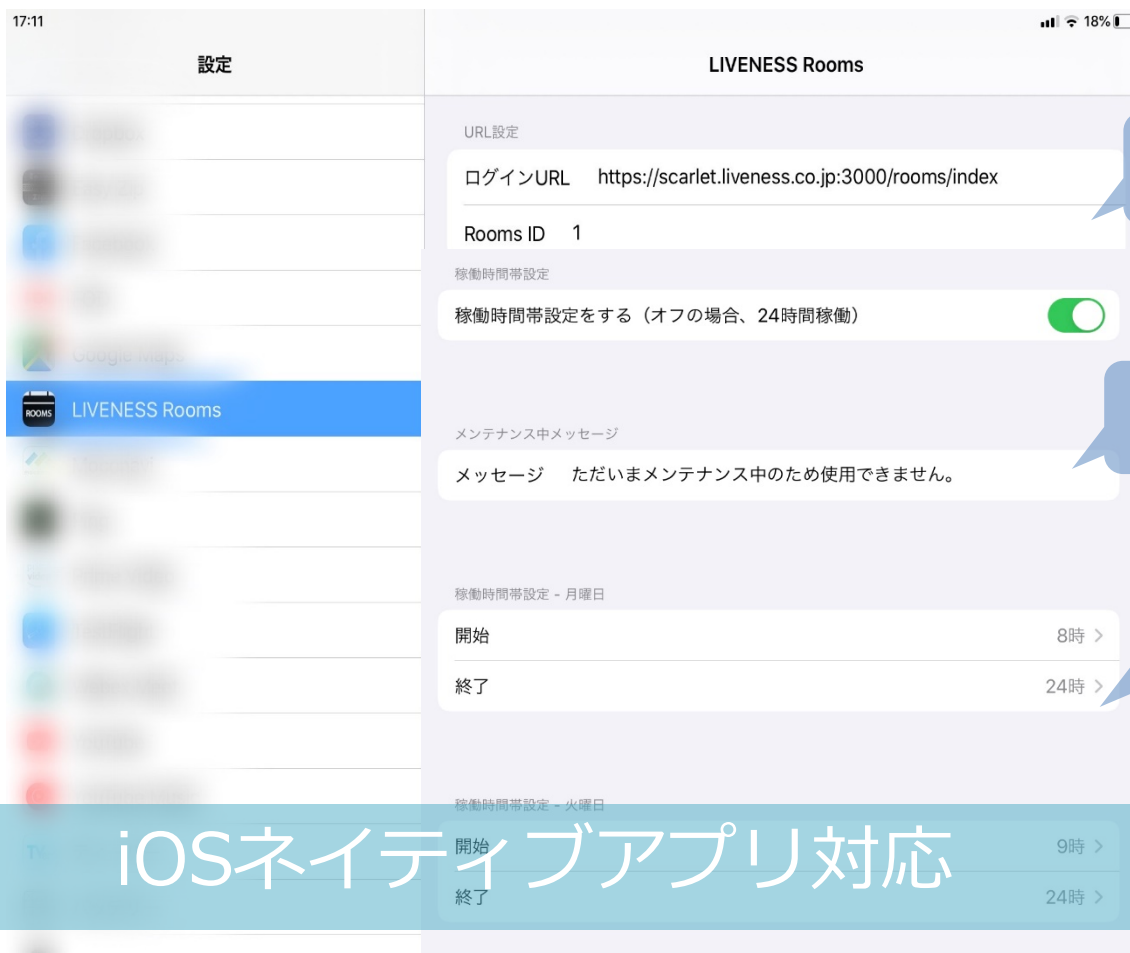 17:11
18%
設定
LIVENESS Rooms
URL設定
ログインURL https://scarlet.liveness.co.jp:3000/rooms/index
Rooms ID 1
稼働時間帯設定
稼働時間帯設定をする（オフの場合、24時間稼働）
Google Maps
ROOMS
LIVENESS Rooms
メンテナンス中メッセージ
メッセージ ただいまメンテナンス中のため使用できません。
稼働時間帯設定 - 月曜日
開始 8時
終了 24時
稼働時間帯設定 - 火曜日
開始 9時
終了 24時
iOSネイティブアプリ対応